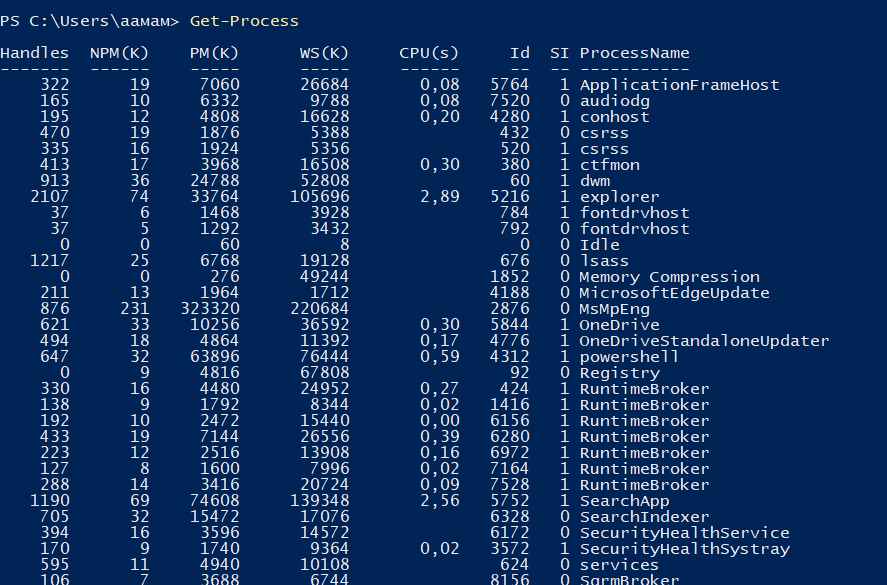 PS C:\Users\аамам> Get-Process
Handles NPM(K) PM(K) WS(K) CPU(s) Id SI ProcessName
------- ------ ----- ----- ------ -- -- -----------
322 19 7060 26684 0,08 5764 1 ApplicationFrameHost
165 10 6332 9788 0,08 7520 0 audiodg
195 12 4808 16628 0,20 4280 1 conhost
470 19 1876 5388 432 0 csrss
335 16 1924 5356 520 1 csrss
413 17 3968 16508 0,30 380 1 ctfmon
913 36 24788 52808 60 1 dwm
2107 74 33764 105696 2,89 5216 1 explorer
37 6 1468 3928 784 1 fontdrvhost
37 5 1292 3432 792 0 fontdrvhost
0 0 60 8 0 0 Idle
1217 25 6768 19128 676 0 lsass
0 0 276 49244 1852 0 Memory Compression
211 13 1964 1712 4188 0 MicrosoftEdgeUpdate
876 231 323320 220684 2876 0 MsMpEng
621 33 10256 36592 0,30 5844 1 OneDrive
494 18 4864 11392 0,17 4776 1 OneDriveStandaloneUpdater
647 32 63896 76444 0,59 4312 1 powershell
0 9 4816 67808 92 0 Registry
330 16 4480 24952 0,27 424 1 RuntimeBroker
138 9 1792 8344 0,02 1416 1 RuntimeBroker
192 10 2472 15440 0,00 6156 1 RuntimeBroker
433 19 7144 26556 0,39 6280 1 RuntimeBroker
223 12 2516 13908 0,16 6972 1 RuntimeBroker
127 8 1600 7996 0,02 7164 1 RuntimeBroker
288 14 3416 20724 0,09 7528 1 RuntimeBroker
1190 69 74608 139348 2,56 5752 1 SearchApp
705 32 15472 17076 6328 0 SearchIndexer
394 16 3596 14572 6172 0 SecurityHealthService
170 9 1740 9364 0,02 3572 1 SecurityHealthSystray
595 11 4940 10108 624 0 services
106 7 3688 6744 8156 0 SgrmBroker